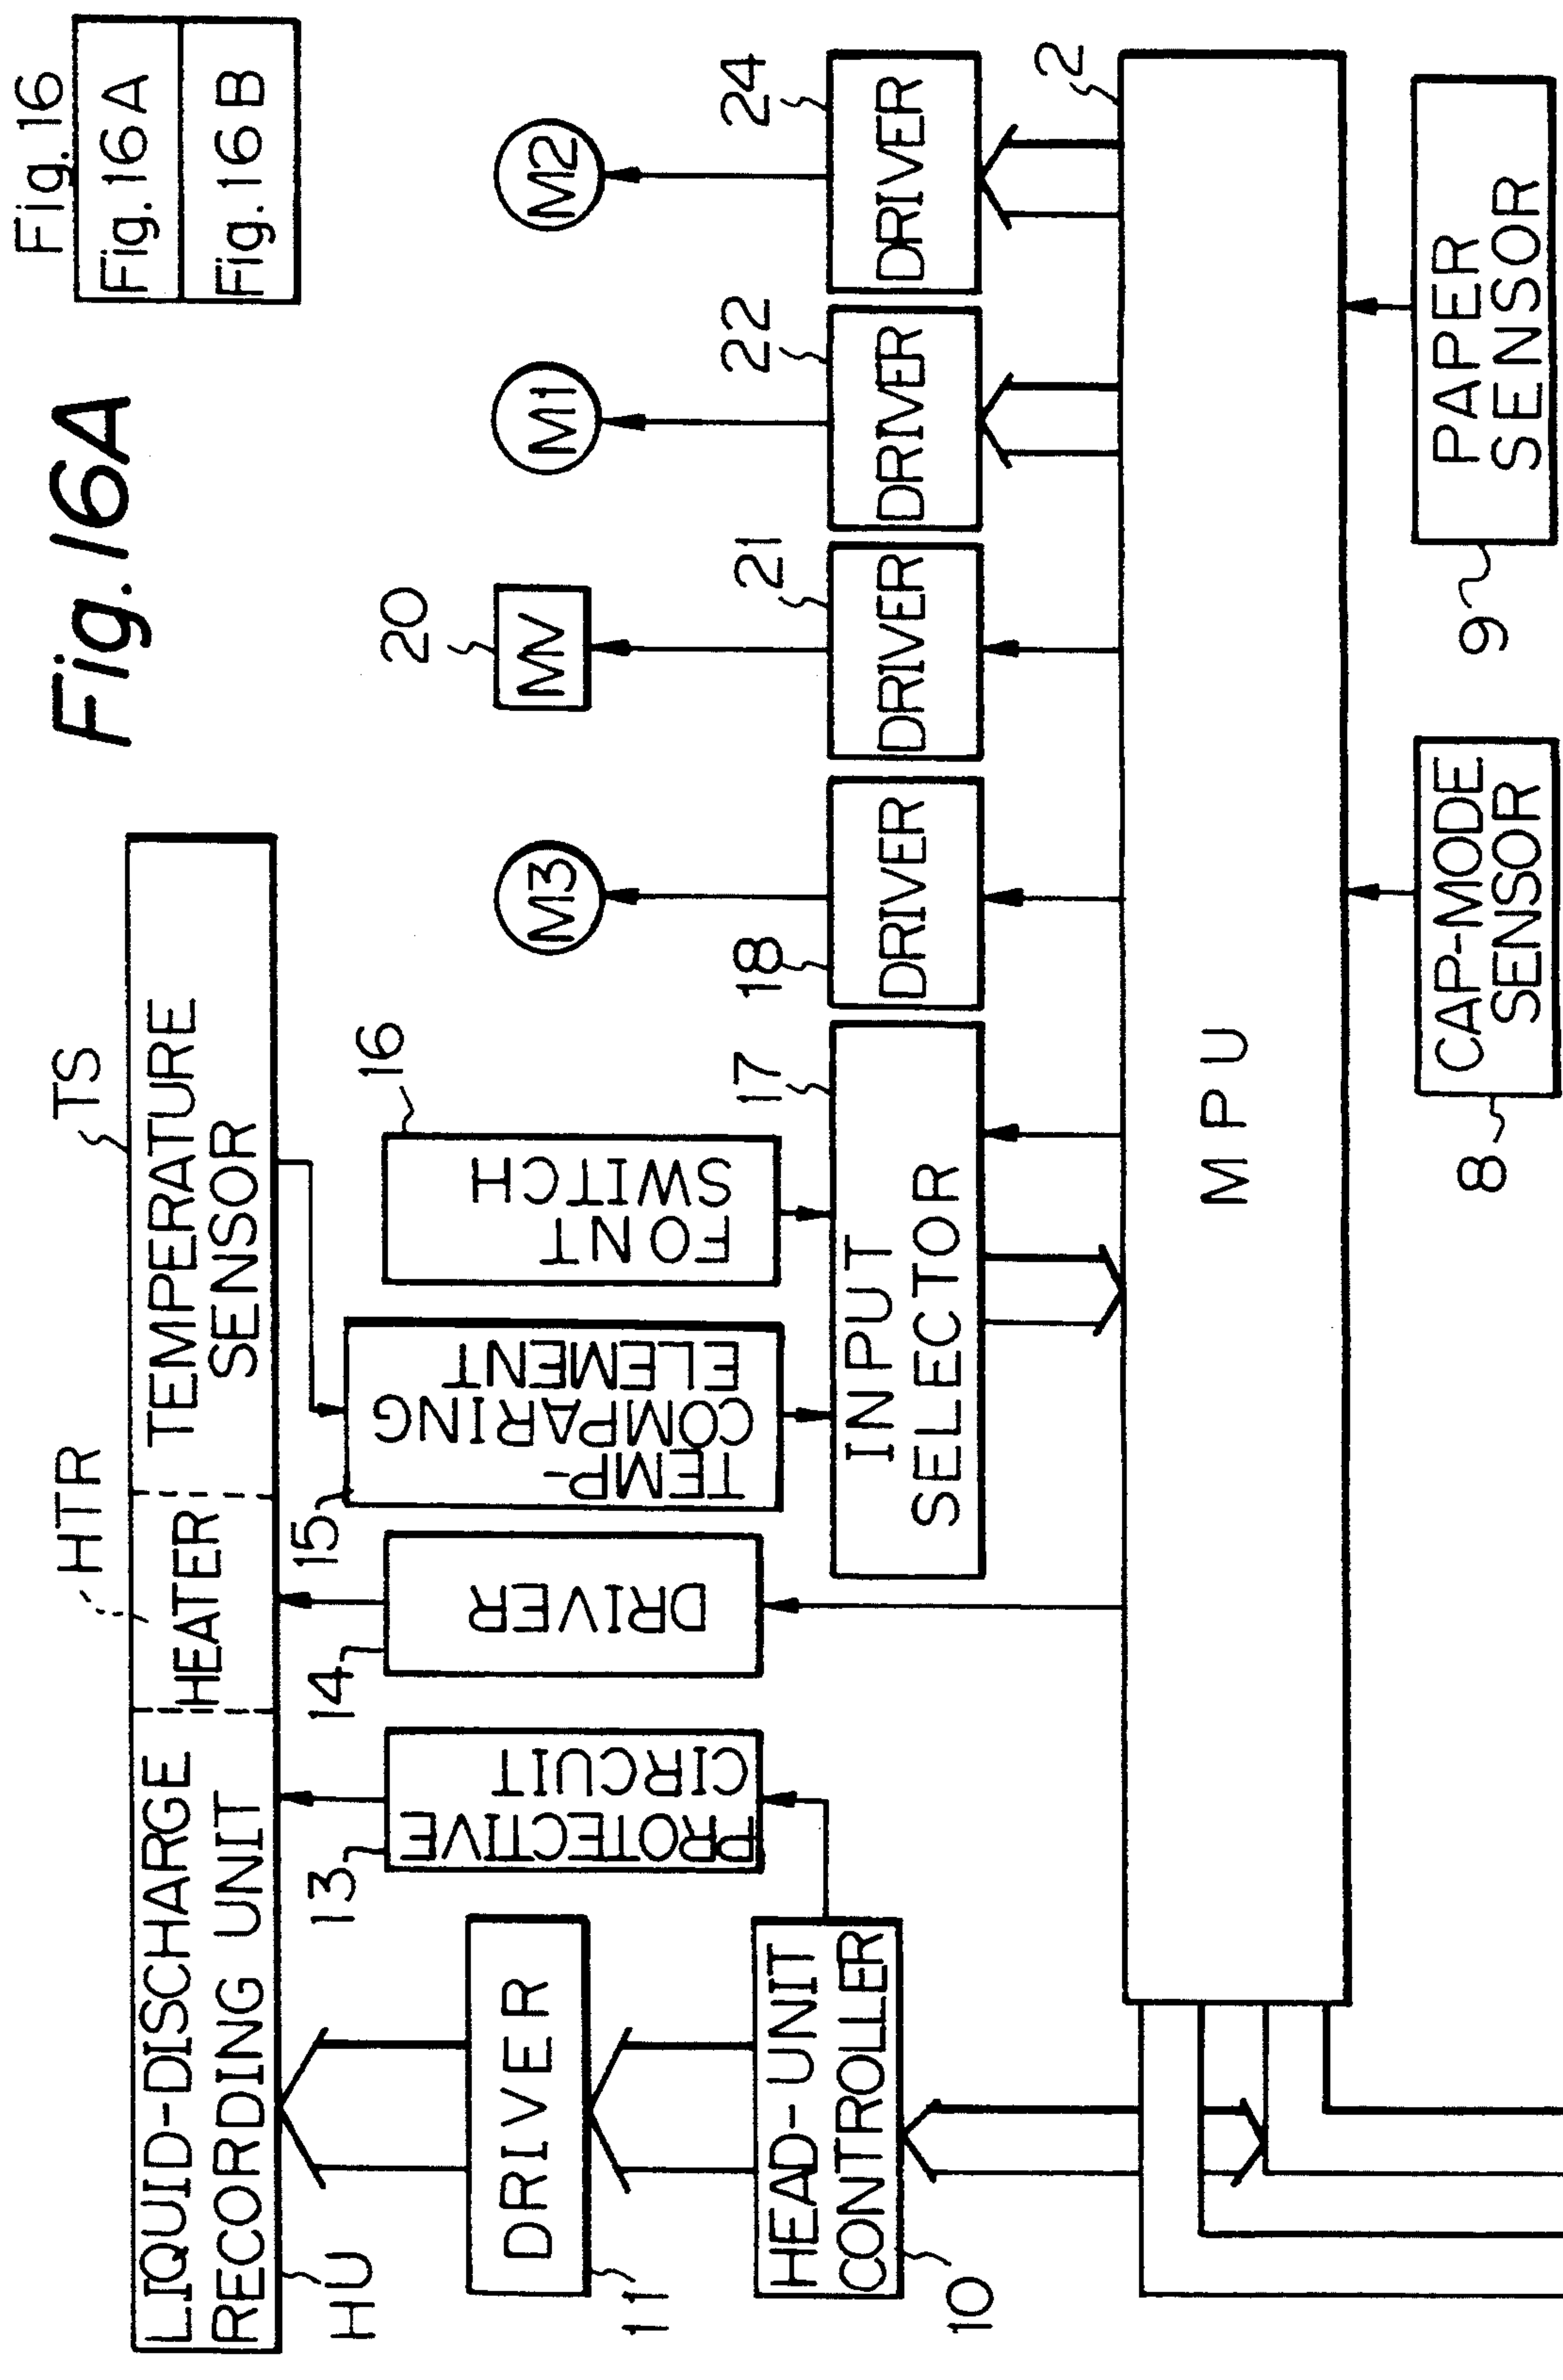 Fig. 16A
Fig. 16
Fig. 16A
Fig. 16B
HU
LIQUID-DISCHARGE
RECORDING UNIT
HTR
HEATER
TS
TEMPERATURE
SENSOR
11
DRIVER
13
PROTECTIVE
CIRCUIT
14
DRIVER
15
TEMP-
COMPARING
ELEMENT
16
FONT
SWITCH
M3
20
MV
M1
M2
10
HEAD-UNIT
CONTROLLER
17
INPUT
SELECTOR
18
DRIVER
21
DRIVER
22
DRIVER
24
DRIVER
2
MPU
8
CAP-MODE
SENSOR
9
PAPER
SENSOR